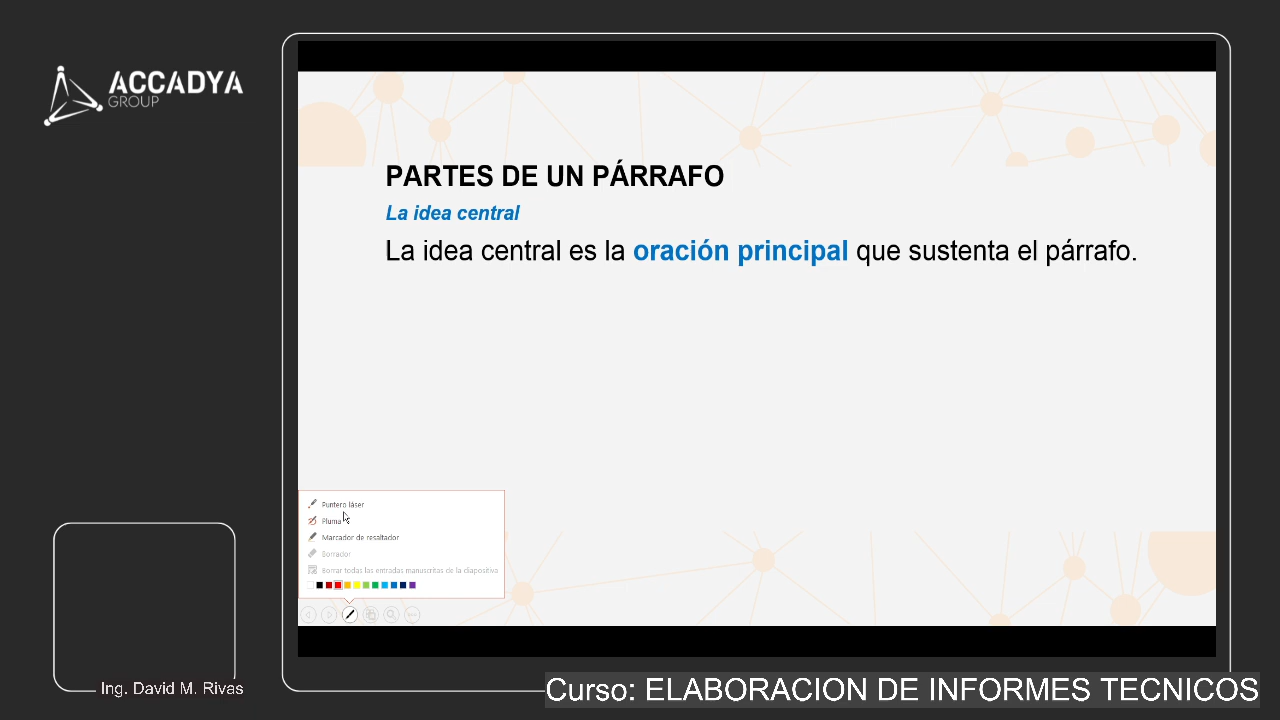 ACCADYA
GROUP
PARTES DE UN PÁRRAFO
La idea central
La idea central es la oración principal que sustenta el párrafo.
Puntero láser
Pluma
Marcador de resaltador
Borrador
Borrar todas las entradas manuscritas de la diapositiva
Ing. David M. Rivas
Curso: ELABORACION DE INFORMES TECNICOS